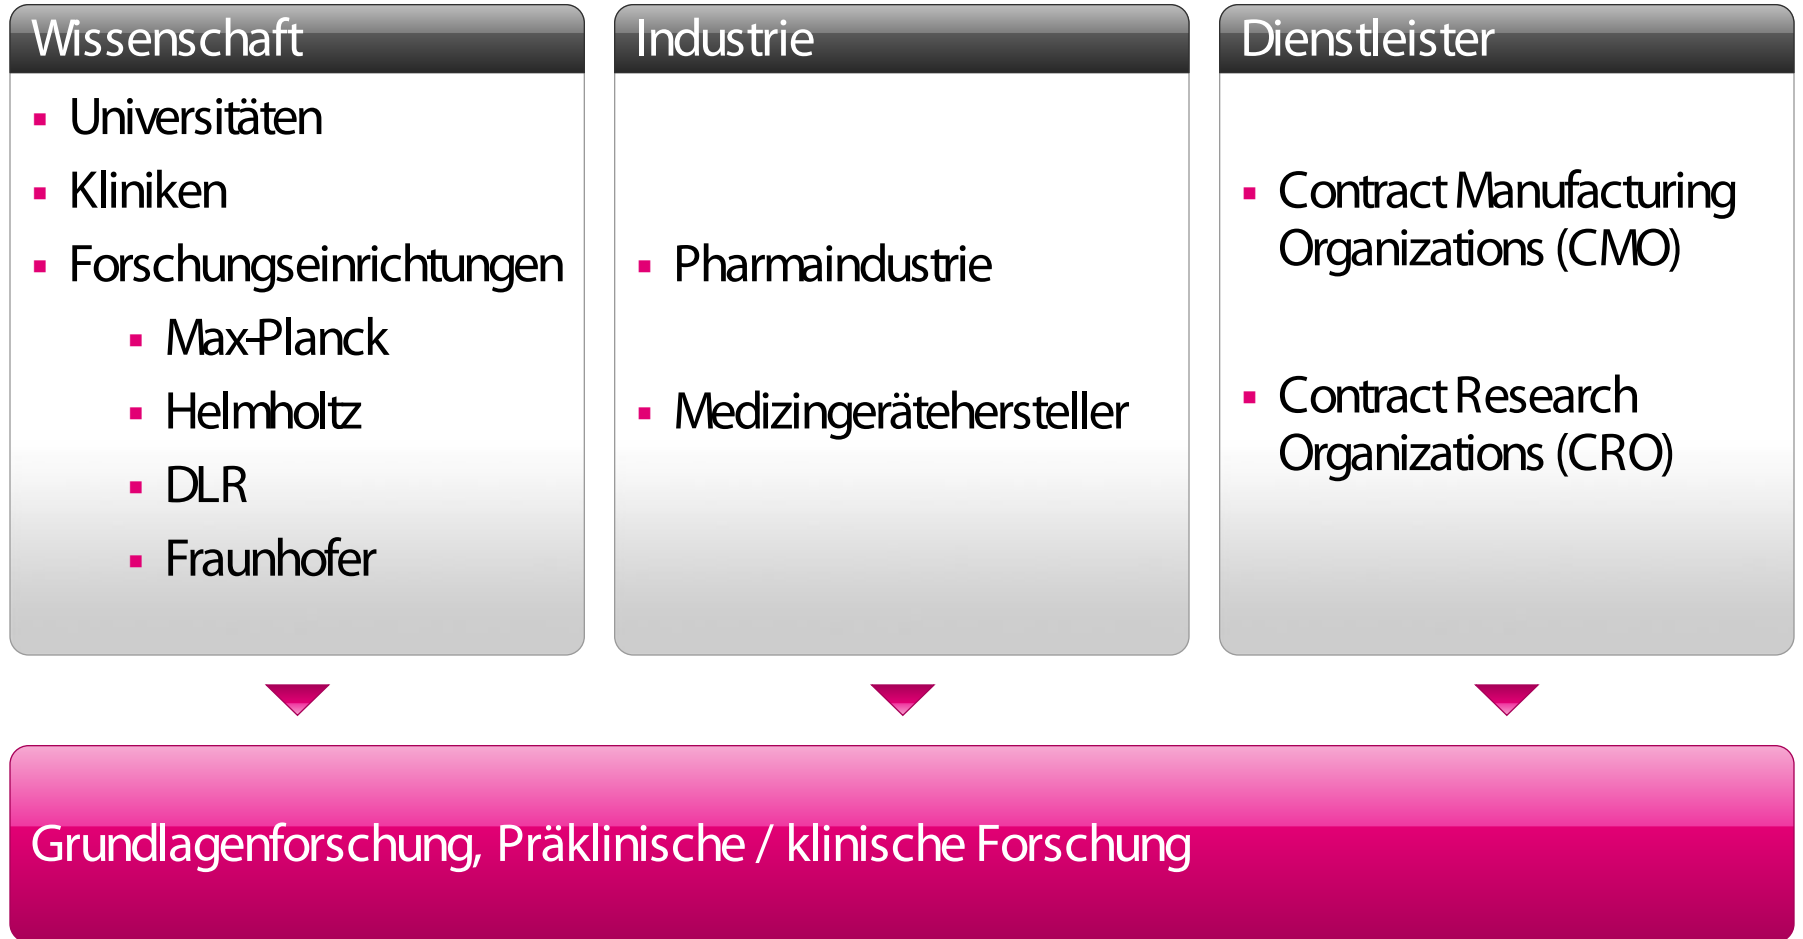 Wissenschaft
Universitäten
Kliniken
Forschungseinrichtungen
Max-Planck
Helmholtz
DLR
Fraunhofer
Industrie
Pharmaindustrie
Medizingerätehersteller
Dienstleister
Contract Manufacturing
Organizations (CMO)
Contract Research
Organizations (CRO)
Grundlagenforschung, Präklinische / klinische Forschung